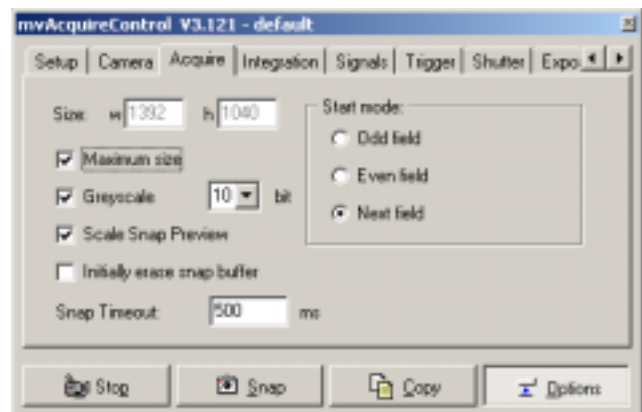 mvAcquireControl V3.121 - default
Setup Camera Acquire Integration Signals Trigger Shutter Expo
Size: w 1392 h 1040
Start mode:
Odd field
Even field
Next field
Maximum size
Greyscale 10 bit
Scale Snap Preview
Initially erase snap buffer
Snap Timeout: 500 ms
Stop Snap Copy Options